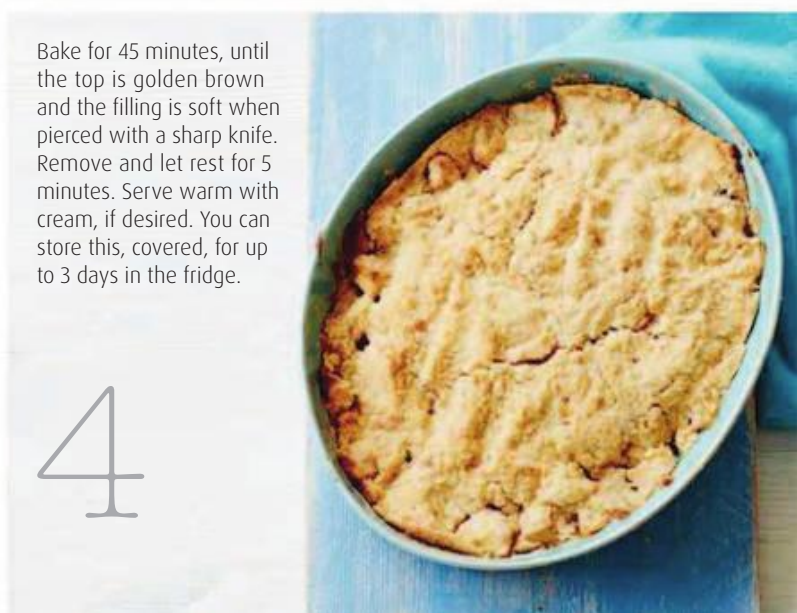 Bake for 45 minutes, until
the top is golden brown
and the filling is soft when
pierced with a sharp knife.
Remove and let rest for 5
minutes. Serve warm with
cream, if desired. You can
store this, covered, for up
to 3 days in the fridge.
4